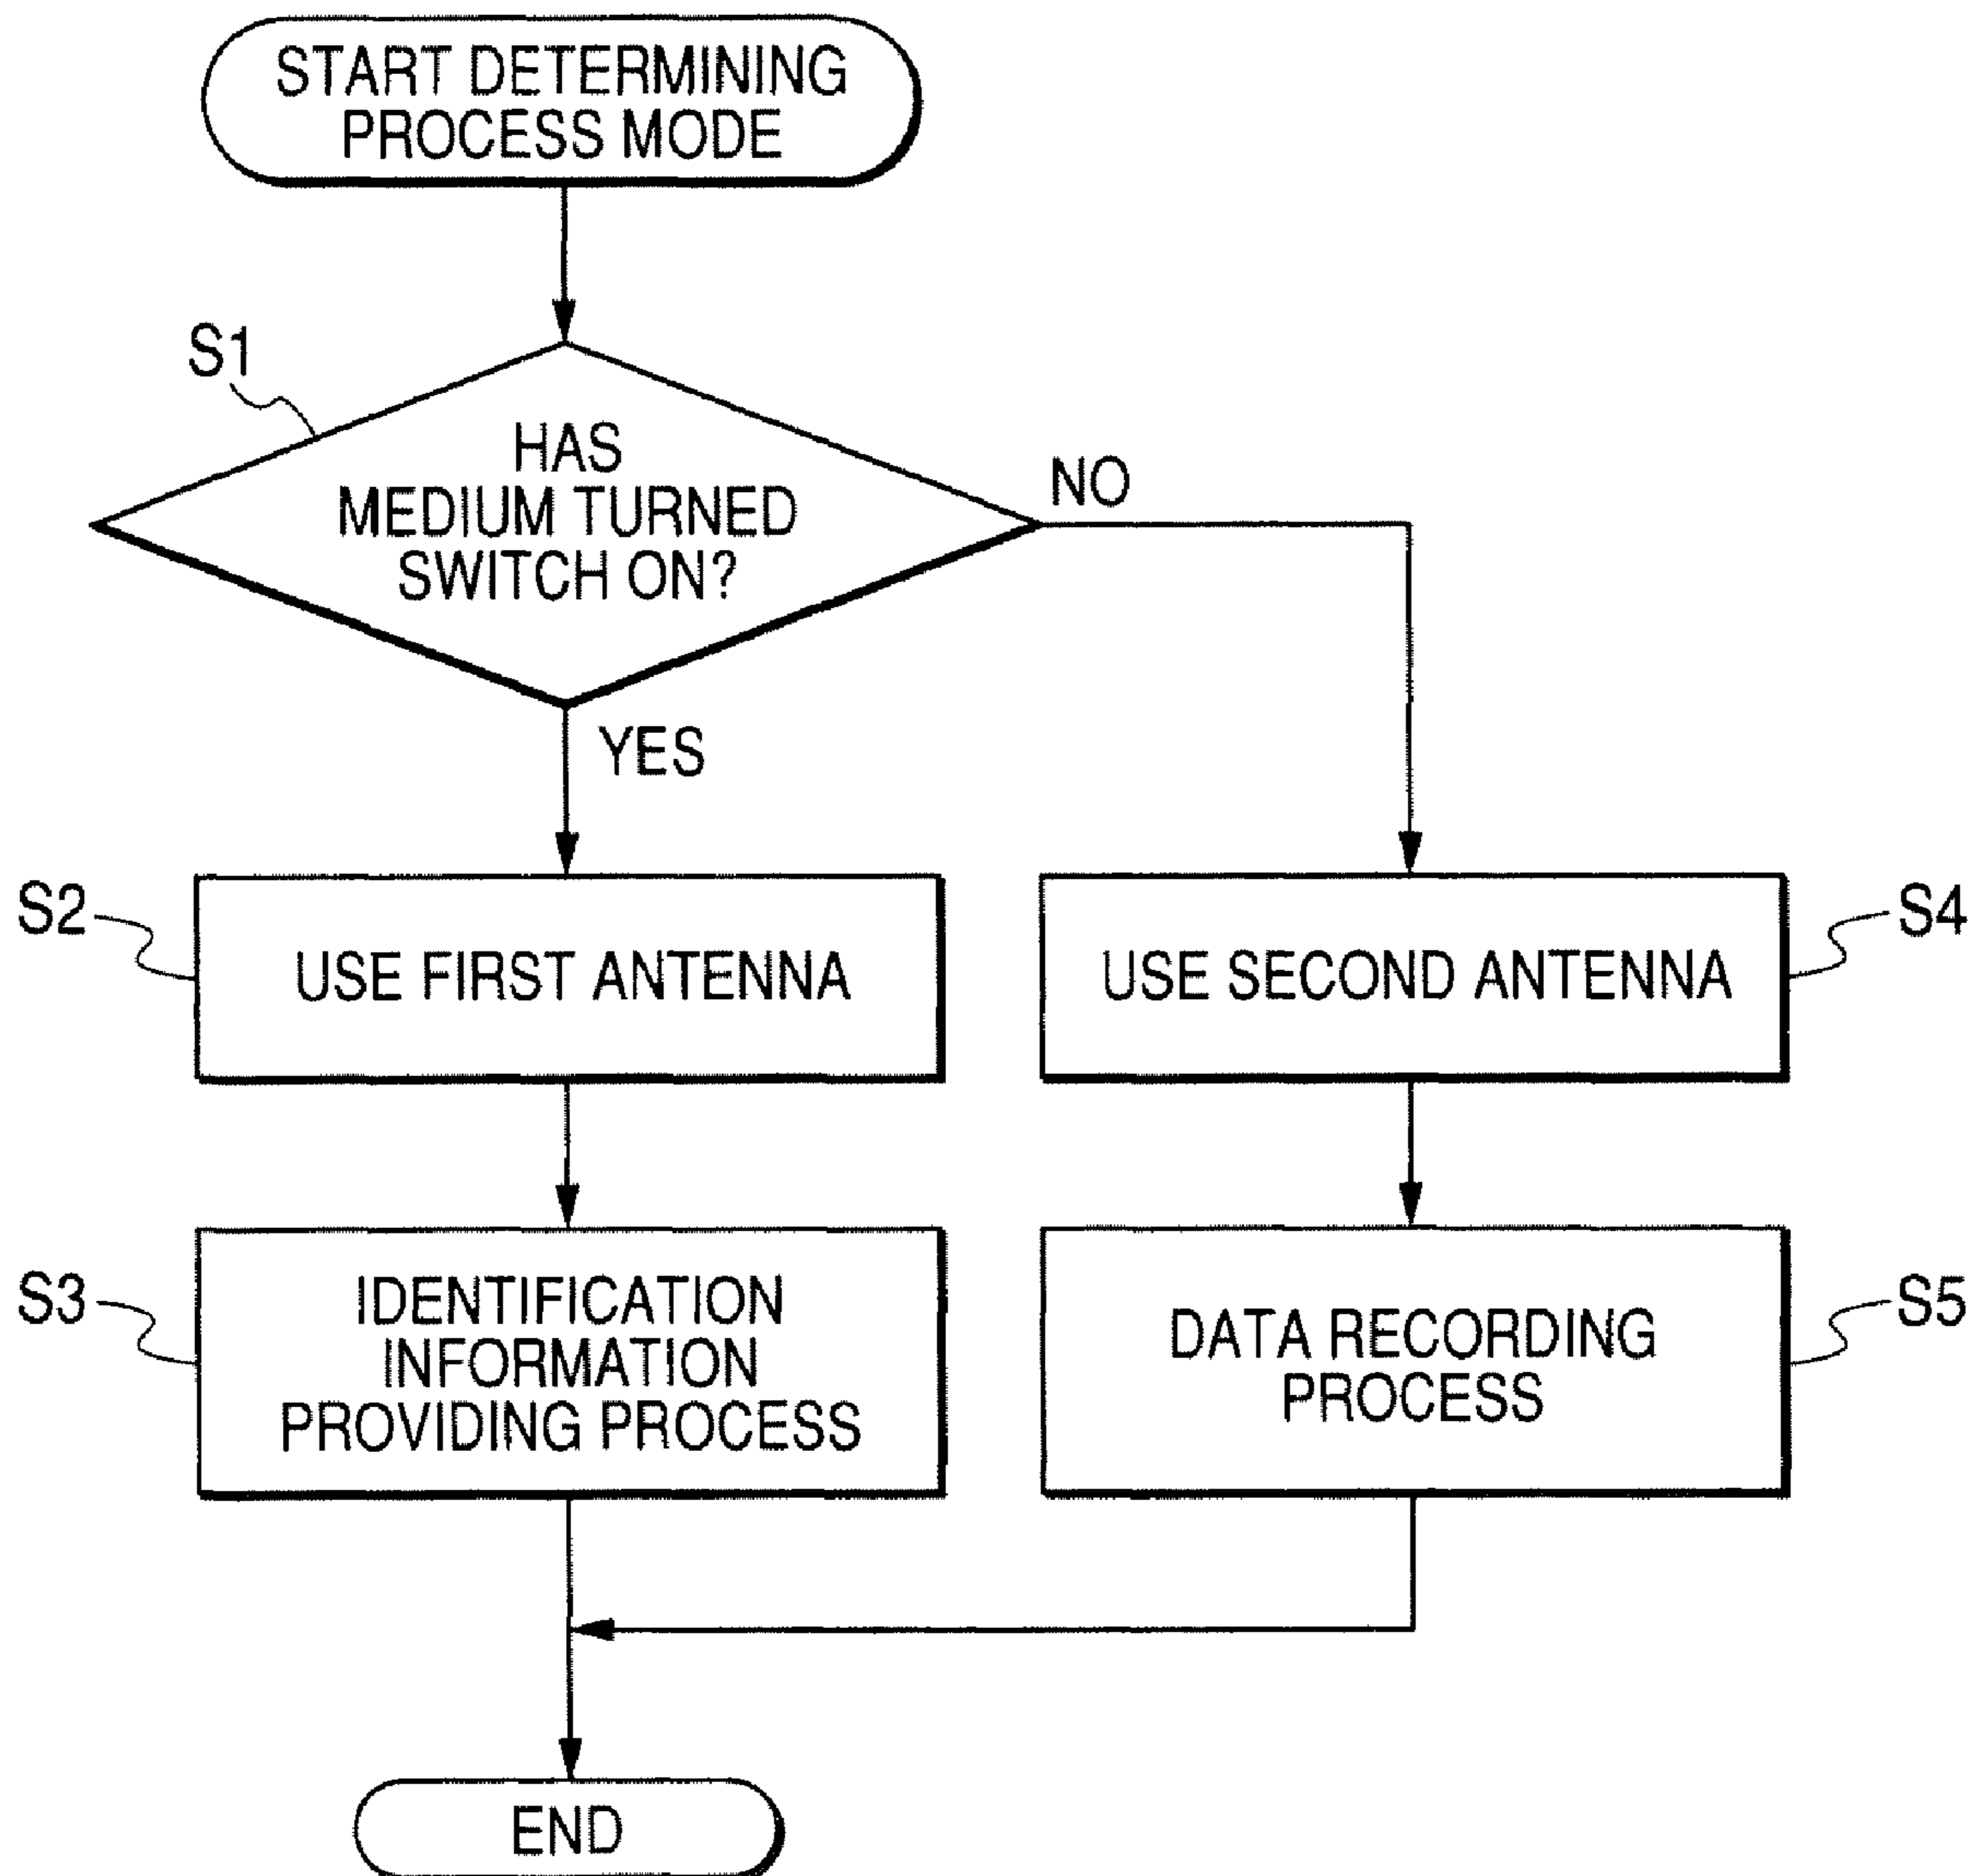 START DETERMINING
PROCESS MODE
S1
HAS
MEDIUM TURNED
SWITCH ON?
NO
YES
S2
USE FIRST ANTENNA
USE SECOND ANTENNA
S4
S3
IDENTIFICATION
INFORMATION
PROVIDING PROCESS
DATA RECORDING
PROCESS
S5
END